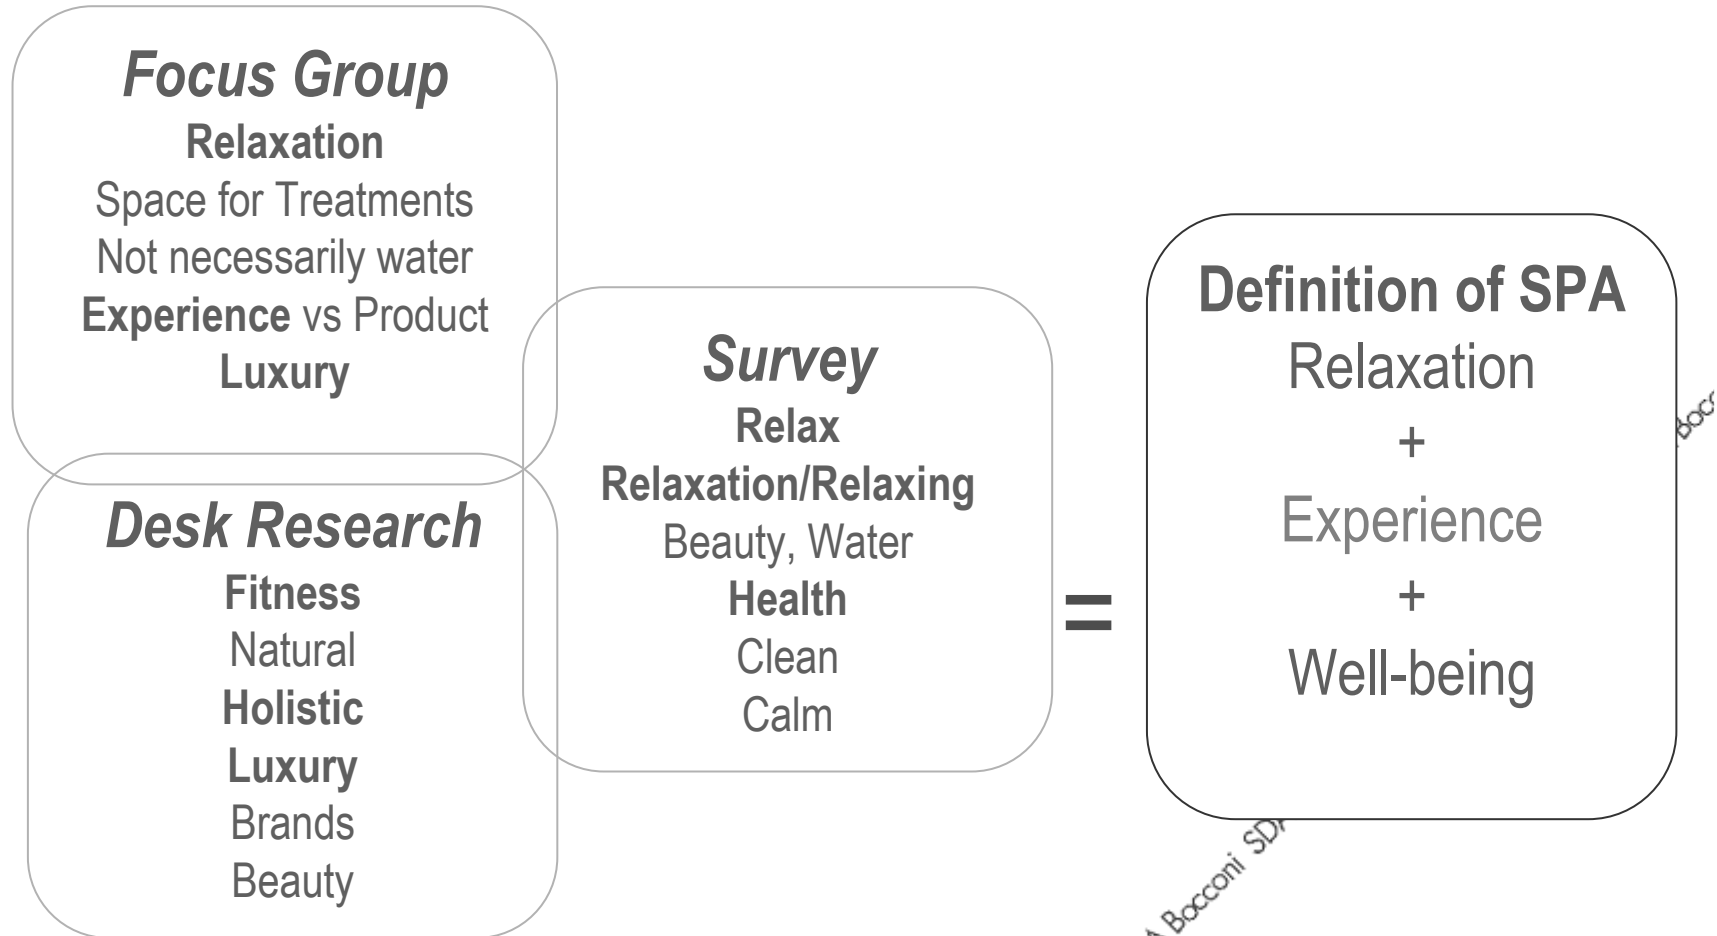 Focus Group
Relaxation
Space for Treatments
Not necessarily water
Experience vs Product
Luxury
Desk Research
Fitness
Natural
Holistic
Luxury
Brands
Beauty
Survey
Relax
Relaxation/Relaxing
Beauty, Water
Health
Clean
Calm
=
Definition of SPA
Relaxation
+
Experience
+
Well-being
Bocconi